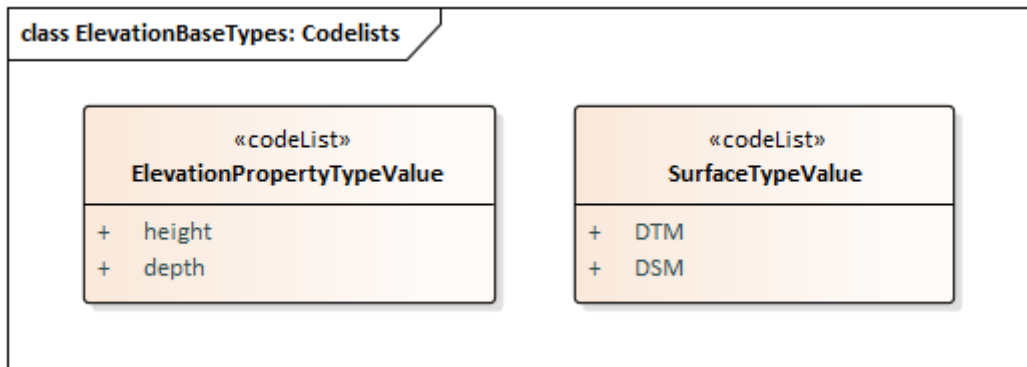 class ElevationBaseTypes: Codelists
«codeList»
ElevationPropertyTypeValue
+ height
+ depth
«codeList»
SurfaceTypeValue
+ DTM
+ DSM